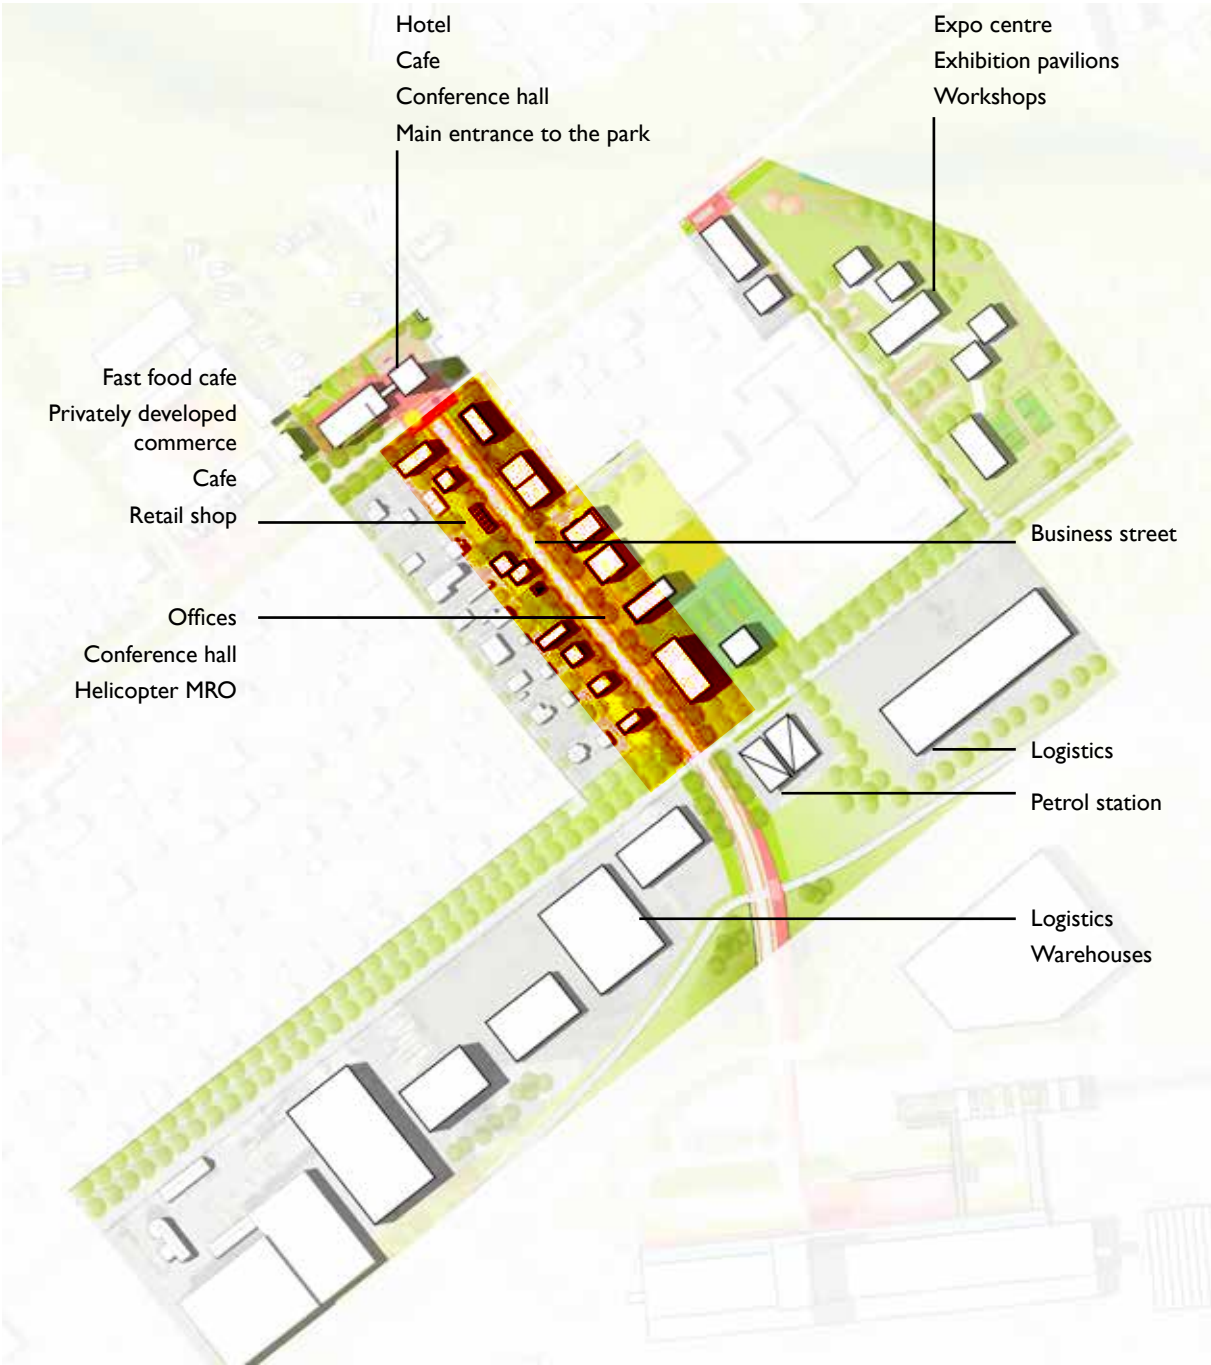 Hotel
Cafe
Conference hall
Main entrance to the park
Expo centre
Exhibition pavilions
Workshops
Fast food cafe
Privately developed
commerce
Cafe
Retail shop
Business street
Offices
Conference hall
Helicopter MRO
Logistics
Petrol station
Logistics
Warehouses